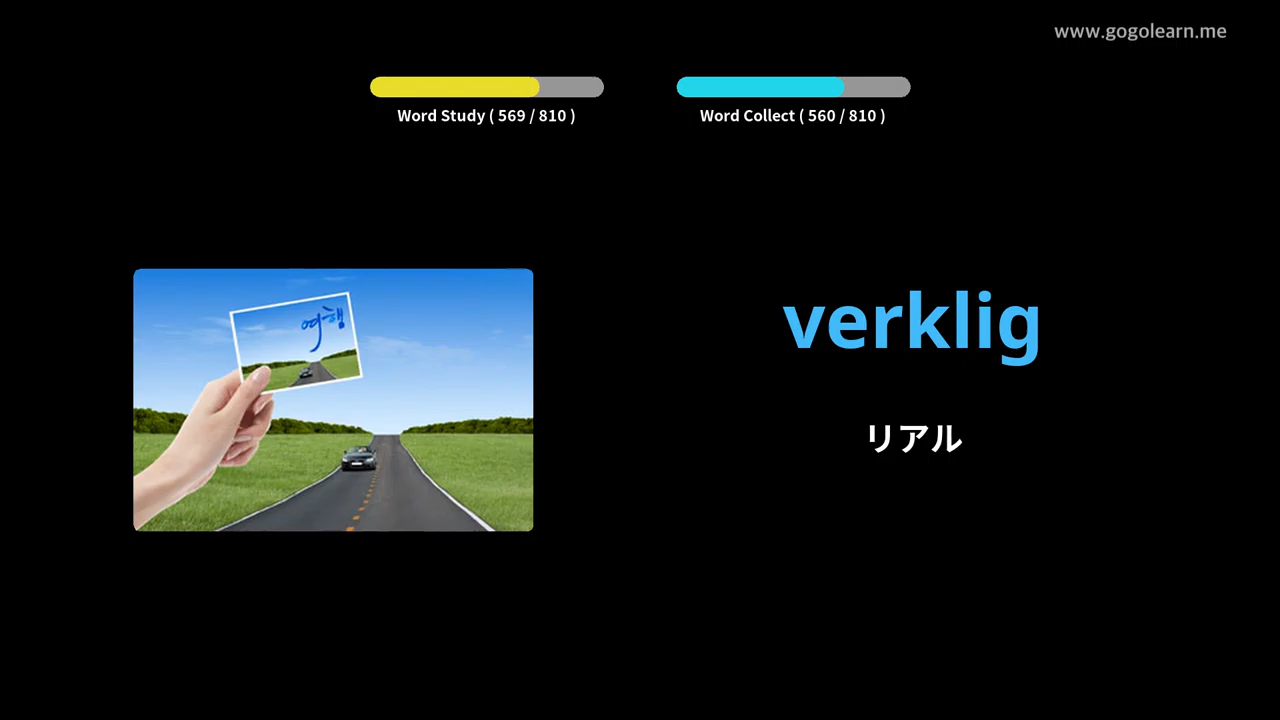 www.gogolearn.me
Word Study ( 569 / 810 )
Word Collect ( 560 / 810 )
여행
verklig
リアル